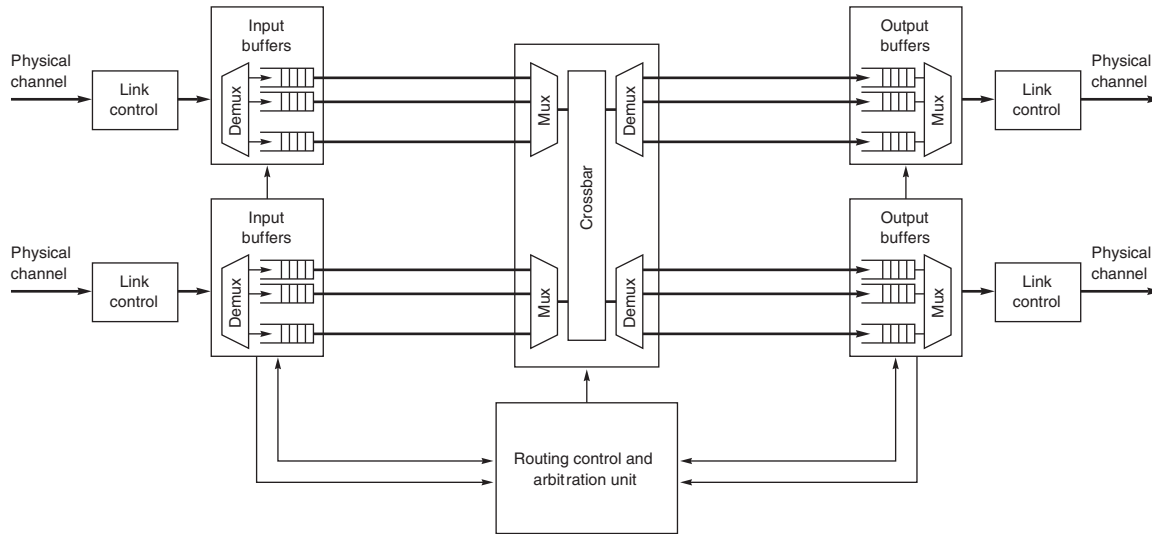 Input
buffers
Output
buffers
Physical
channel
Link
control
Demux
Mux
Crossbar
Demux
Mux
Link
control
Physical
channel
Input
buffers
Output
buffers
Physical
channel
Link
control
Demux
Mux
Demux
Mux
Link
control
Physical
channel
Routing control and
arbitration unit